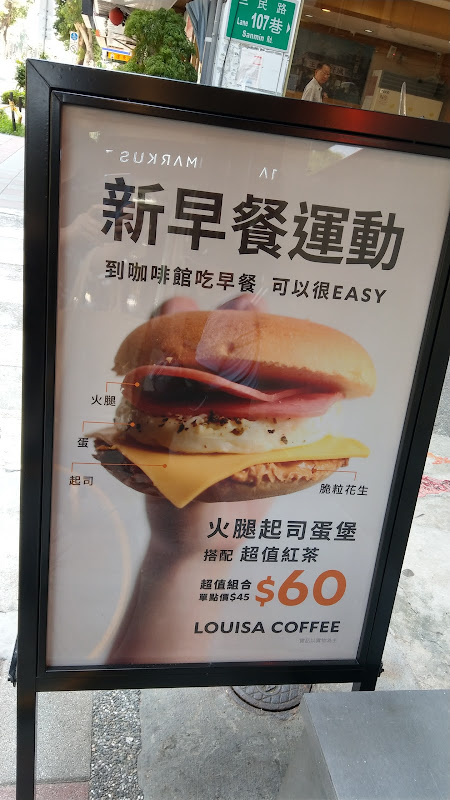 三民路
107巷
Lane
Sanmin Rd.
MARKUS
新早餐運動
到咖啡館吃早餐 可以很EASY
火腿
蛋
起司
脆粒花生
火腿起司蛋堡
搭配 超值紅茶
超值組合
單點價$45
$60
LOUISA COFFEE